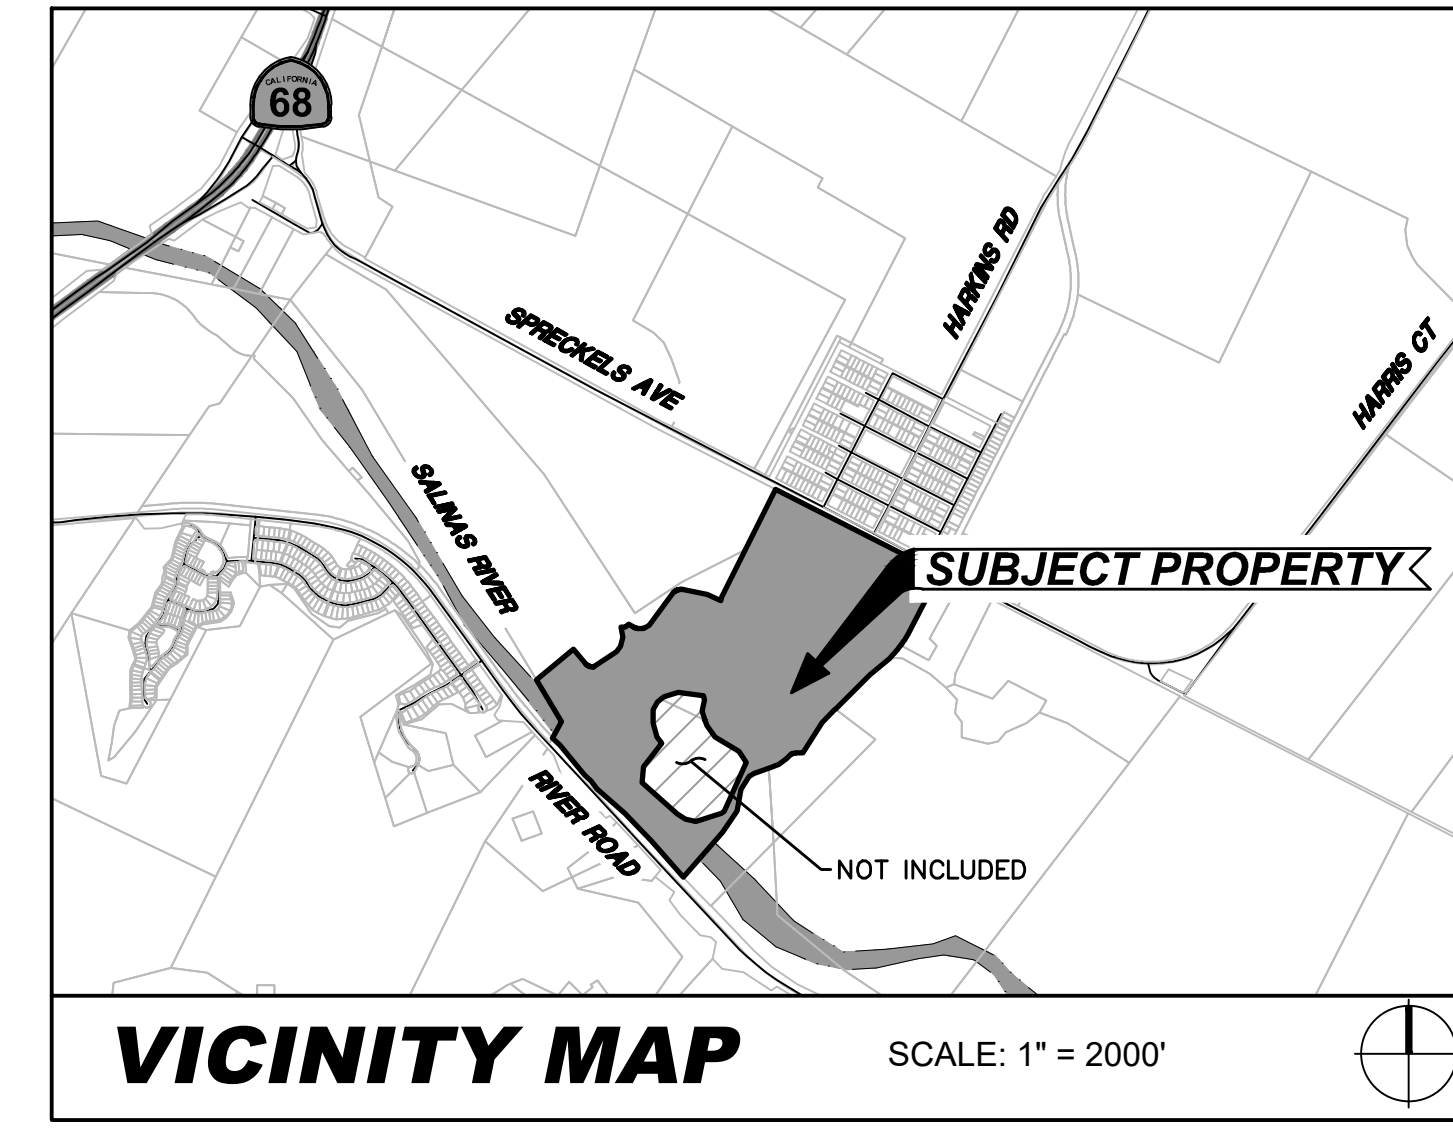 CALIFORNIA
68
HARKINS RD
SPRECKELS AVE
HARRIS CT
SALINAS RIVER
SUBJECT PROPERTY
RIVER ROAD
NOT INCLUDED
VICINITY MAP
SCALE: 1" = 2000'